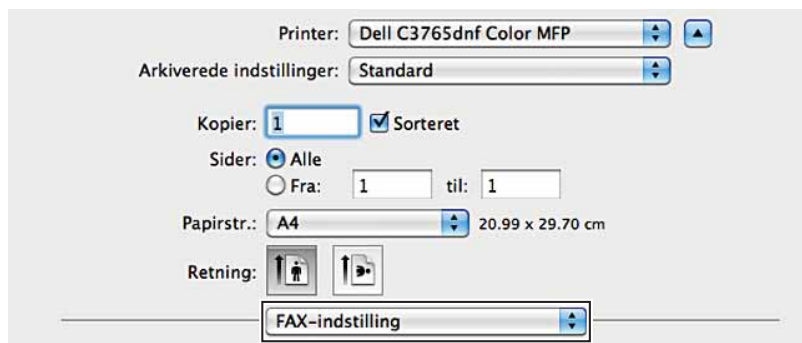 Printer: Dell C3765dnf Color MFP
Arkiverede indstillinger: Standard
Kopier: 1 Sorteret
Sider: Alle
Fra: 1 til: 1
Papirstr.: A4 20.99 x 29.70 cm
Retning:
FAX-indstilling